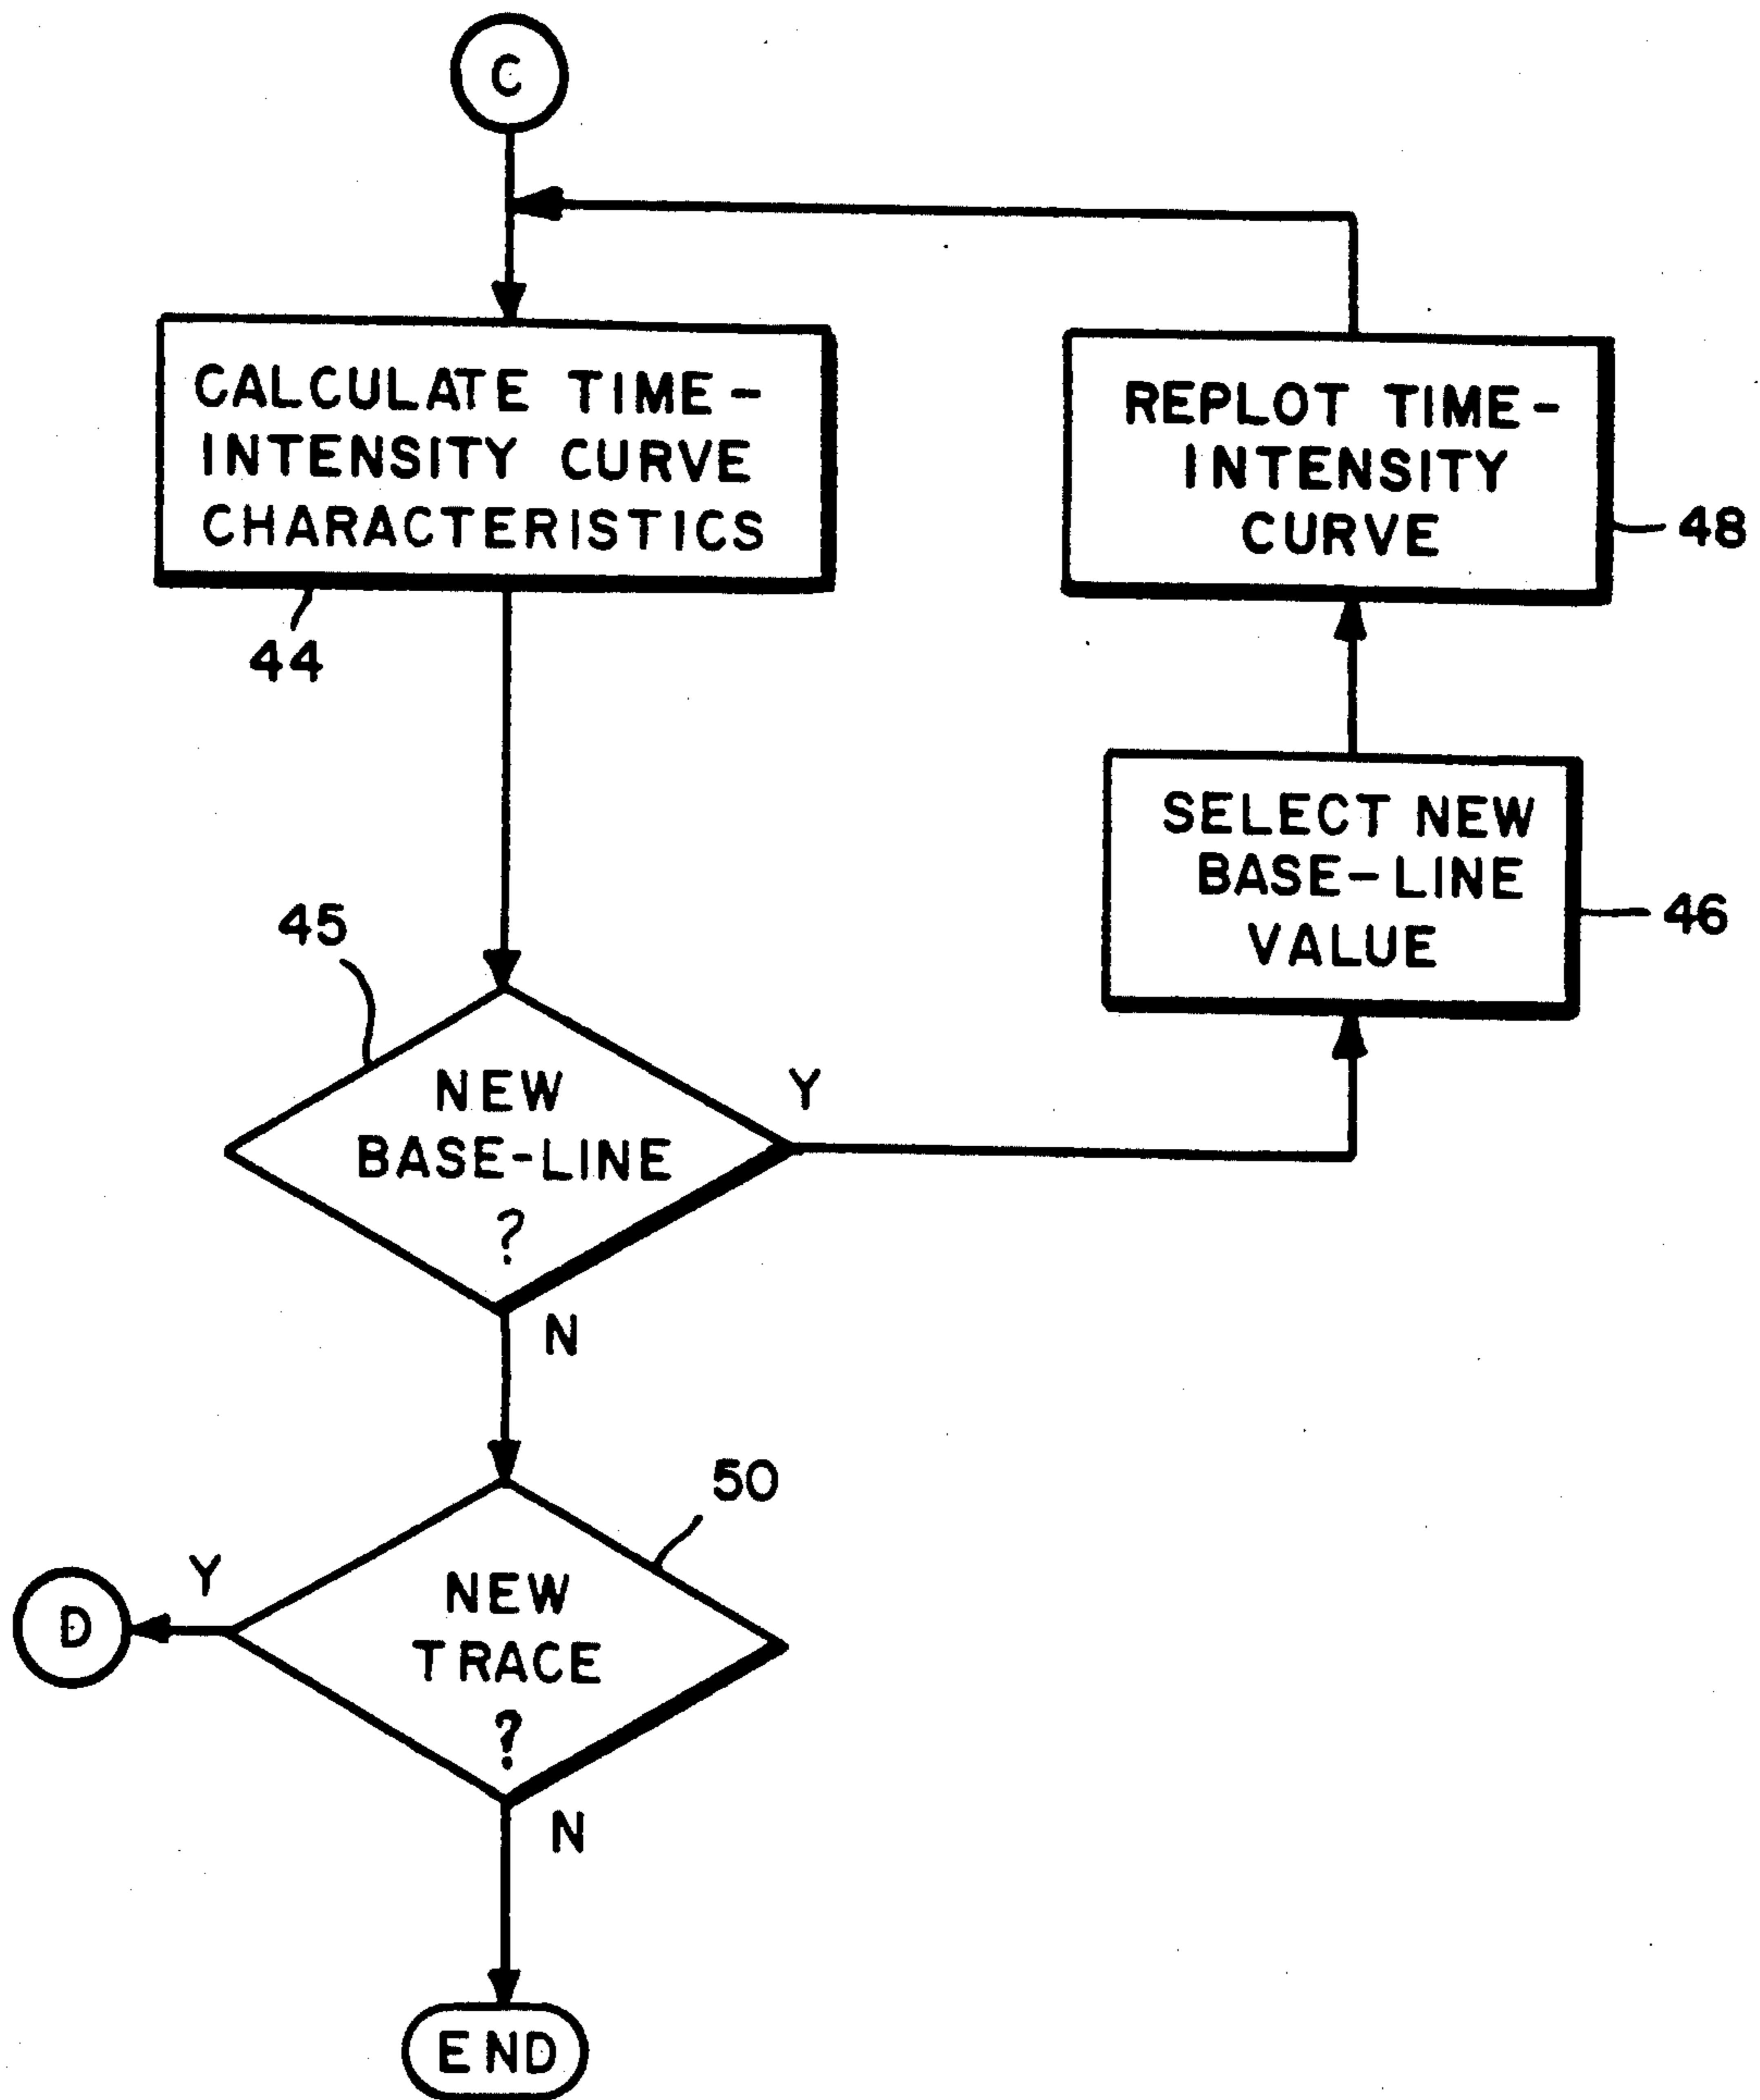 C
CALCULATE TIME-
INTENSITY CURVE
CHARACTERISTICS
44
REPLOT TIME-
INTENSITY
CURVE
48
SELECT NEW
BASE-LINE
VALUE
46
45
NEW
BASE-LINE
?
Y
N
50
NEW
TRACE
?
Y
D
N
END